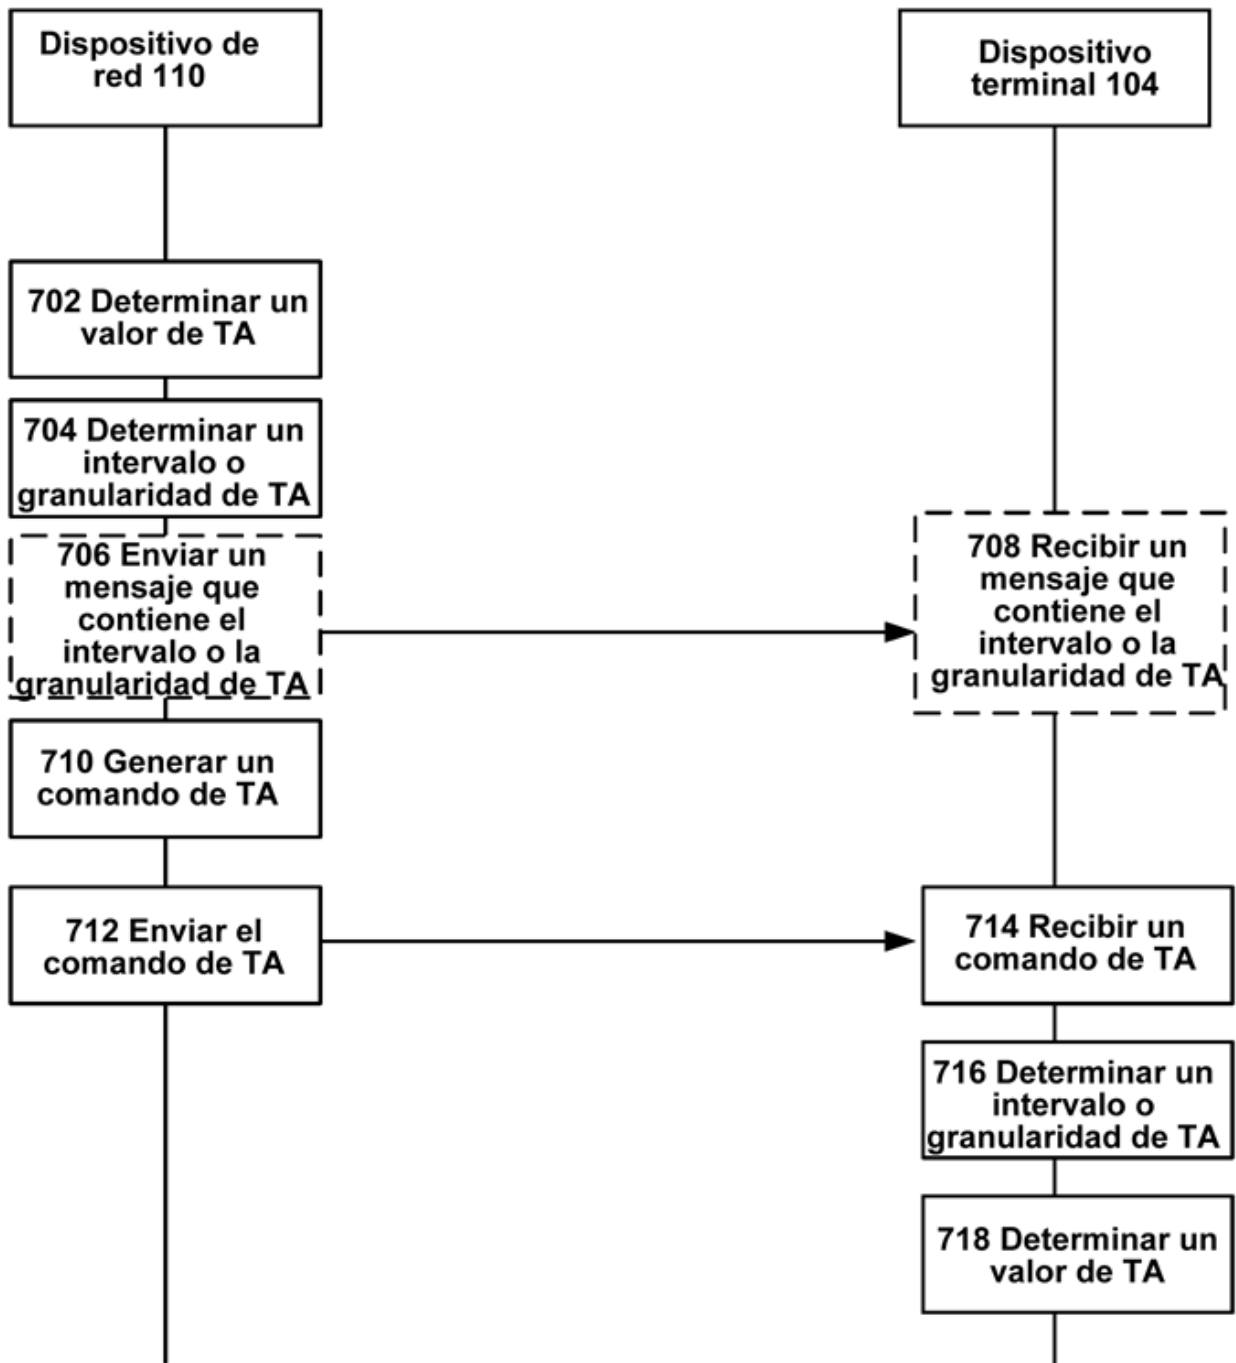 Dispositivo de
red 110
Dispositivo
terminal 104
702 Determinar un
valor de TA
704 Determinar un
intervalo o
granularidad de TA
706 Enviar un
mensaje que
contiene el
intervalo o la
granularidad de TA
708 Recibir un
mensaje que
contiene el
intervalo o la
granularidad de TA
710 Generar un
comando de TA
712 Enviar el
comando de TA
714 Recibir un
comando de TA
716 Determinar un
intervalo o
granularidad de TA
718 Determinar un
valor de TA